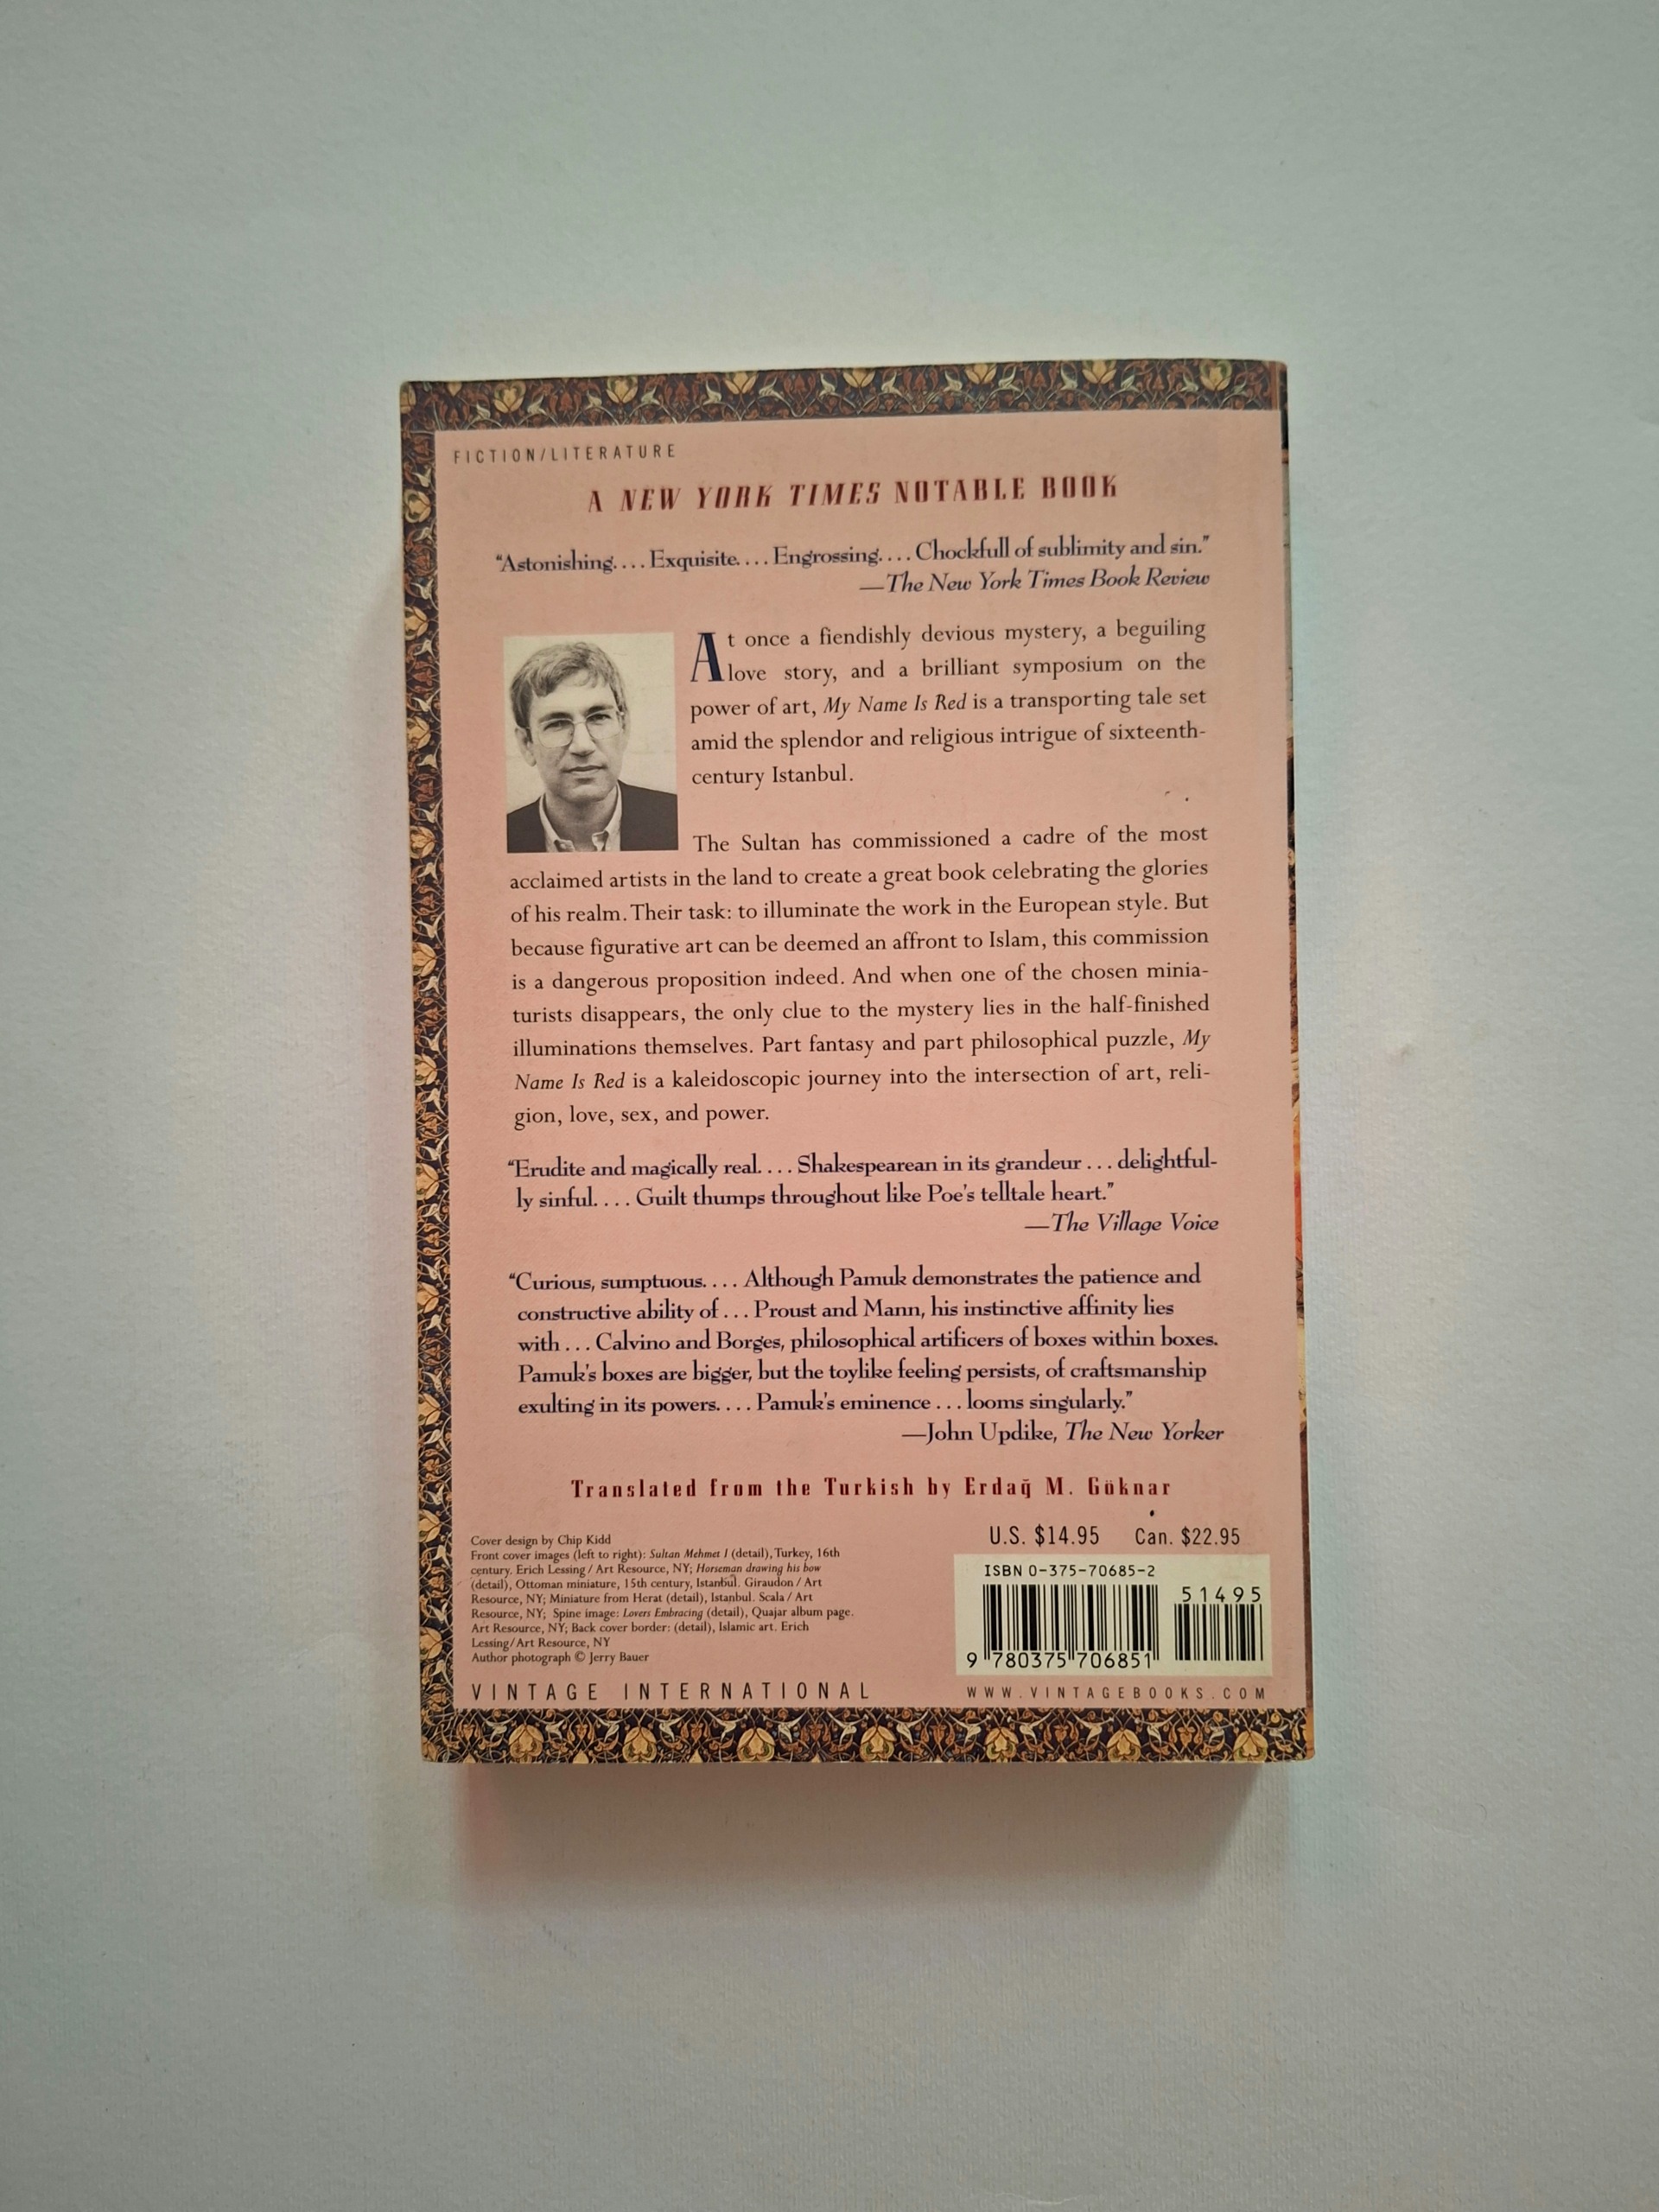 FICTION/LITERATURE
A NEW YORK TIMES NOTABLE BOOK
“Astonishing. . . . Exquisite. . . . Engrossing. . . . Chockfull of sublimity and sin.”
—The New York Times Book Review
At once a fiendishly devious mystery, a beguiling
love story, and a brilliant symposium on the
power of art, My Name Is Red is a transporting tale set
amid the splendor and religious intrigue of sixteenth-
century Istanbul.
The Sultan has commissioned a cadre of the most
acclaimed artists in the land to create a great book celebrating the glories
of his realm. Their task: to illuminate the work in the European style. But
because figurative art can be deemed an affront to Islam, this commission
is a dangerous proposition indeed. And when one of the chosen minia-
turists disappears, the only clue to the mystery lies in the half-finished
illuminations themselves. Part fantasy and part philosophical puzzle, My
Name Is Red is a kaleidoscopic journey into the intersection of art, reli-
gion, love, sex, and power.
“Erudite and magically real. . . . Shakespearean in its grandeur . . . delightful-
ly sinful. . . . Guilt thumps throughout like Poe's telltale heart.”
—The Village Voice
“Curious, sumptuous. . . . Although Pamuk demonstrates the patience and
constructive ability of . . . Proust and Mann, his instinctive affinity lies
with . . . Calvino and Borges, philosophical artificers of boxes within boxes.
Pamuk's boxes are bigger, but the toylike feeling persists, of craftsmanship
exulting in its powers. . . . Pamuk's eminence . . . looms singularly.”
—John Updike, The New Yorker
Translated from the Turkish by Erdağ M. Göknar
Cover design by Chip Kidd
Front cover images (left to right): Sultan Mehmet I (detail), Turkey, 16th
century. Erich Lessing / Art Resource, NY; Horseman drawing his bow
(detail), Ottoman miniature, 15th century, Istanbul. Giraudon / Art
Resource, NY; Miniature from Herat (detail), Istanbul. Scala / Art
Resource, NY; Spine image: Lovers Embracing (detail), Quajar album page.
Art Resource, NY; Back cover border: (detail), Islamic art. Erich
Lessing/Art Resource, NY
Author photograph © Jerry Bauer
U.S. $14.95 Can. $22.95
ISBN 0-375-70685-2
51495
9 780375 706851
VINTAGE INTERNATIONAL
WWW.VINTAGEBOOKS.COM